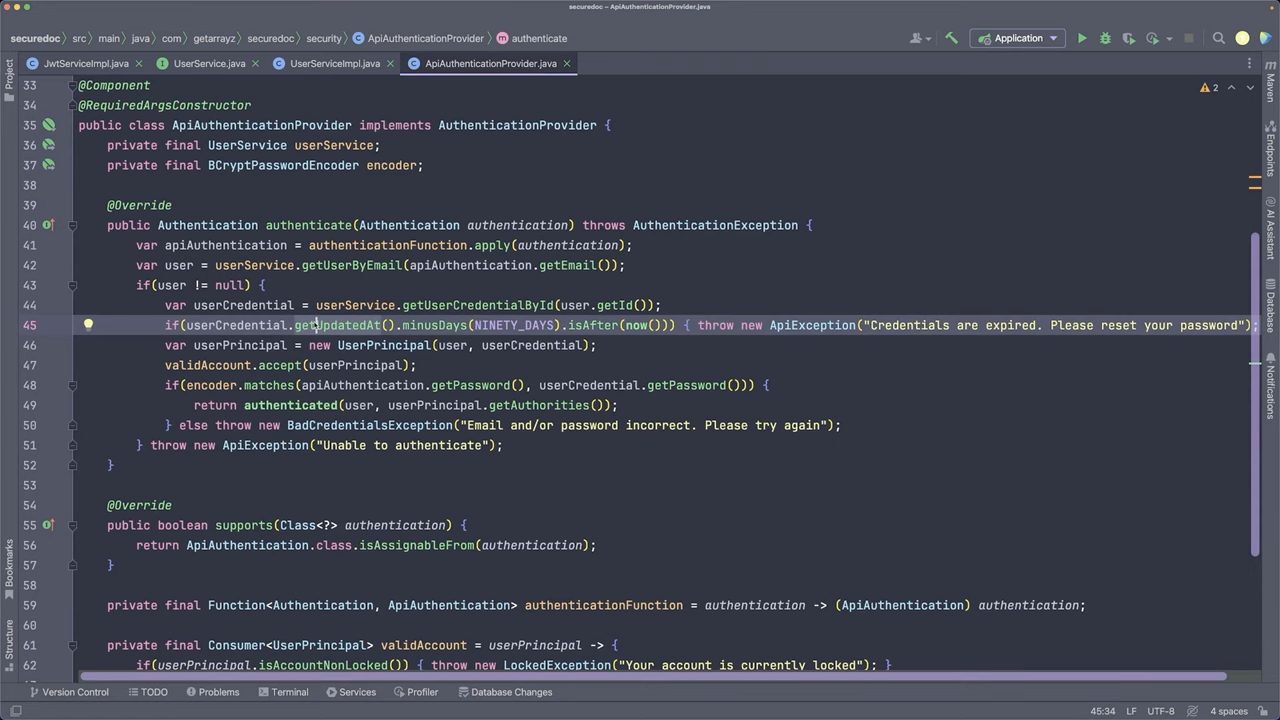 securedoc – ApiAuthenticationProvider.java
securedoc > src > main > java > com > getarrayz > securedoc > security > ApiAuthenticationProvider > authenticate
Application
JwtServiceImpl.java
UserService.java
UserServiceImpl.java
ApiAuthenticationProvider.java
Project
Bookmarks
Structure
Maven
Endpoints
AI Assistant
Database
Notifications
2
33 @Component
34 @RequiredArgsConstructor
35 public class ApiAuthenticationProvider implements AuthenticationProvider {
36 private final UserService userService;
37 private final BCryptPasswordEncoder encoder;
38
39 @Override
40 public Authentication authenticate(Authentication authentication) throws AuthenticationException {
41 var apiAuthentication = authenticationFunction.apply(authentication);
42 var user = userService.getUserByEmail(apiAuthentication.getEmail());
43 if(user != null) {
44 var userCredential = userService.getUserCredentialById(user.getId());
45 if(userCredential.getUpdatedAt().minusDays(NINETY_DAYS).isAfter(now())) { throw new ApiException("Credentials are expired. Please reset your password");
46 var userPrincipal = new UserPrincipal(user, userCredential);
47 validAccount.accept(userPrincipal);
48 if(encoder.matches(apiAuthentication.getPassword(), userCredential.getPassword())) {
49 return authenticated(user, userPrincipal.getAuthorities());
50 } else throw new BadCredentialsException("Email and/or password incorrect. Please try again");
51 } throw new ApiException("Unable to authenticate");
52 }
53
54 @Override
55 public boolean supports(Class<?> authentication) {
56 return ApiAuthentication.class.isAssignableFrom(authentication);
57 }
58
59 private final Function<Authentication, ApiAuthentication> authenticationFunction = authentication -> (ApiAuthentication) authentication;
60
61 private final Consumer<UserPrincipal> validAccount = userPrincipal -> {
62 if(userPrincipal.isAccountNonLocked()) { throw new LockedException("Your account is currently locked"); }
Version Control
TODO
Problems
Terminal
Services
Profiler
Database Changes
45:34 LF UTF-8 4 spaces